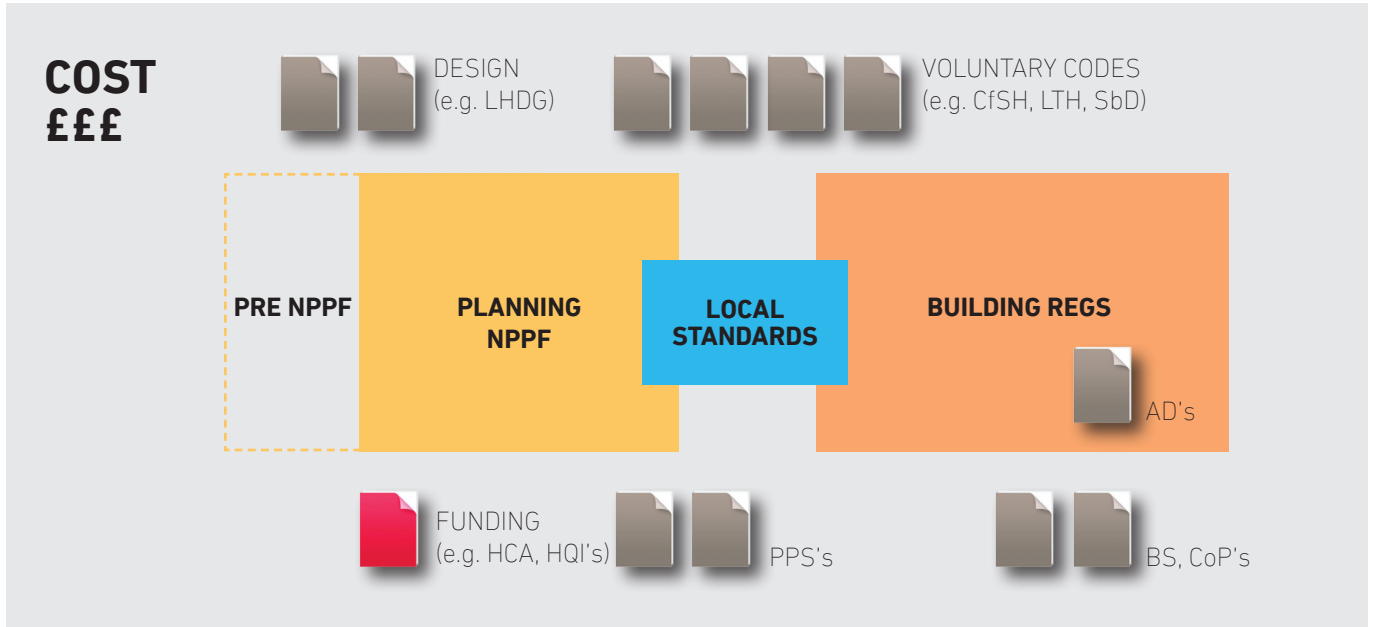 COST
£££
DESIGN
(e.g. LHDG)
VOLUNTARY CODES
(e.g. CfSH, LTH, SbD)
PRE NPPF
PLANNING
NPPF
LOCAL
STANDARDS
BUILDING REGS
AD's
FUNDING
(e.g. HCA, HQI's)
PPS's
BS, CoP's